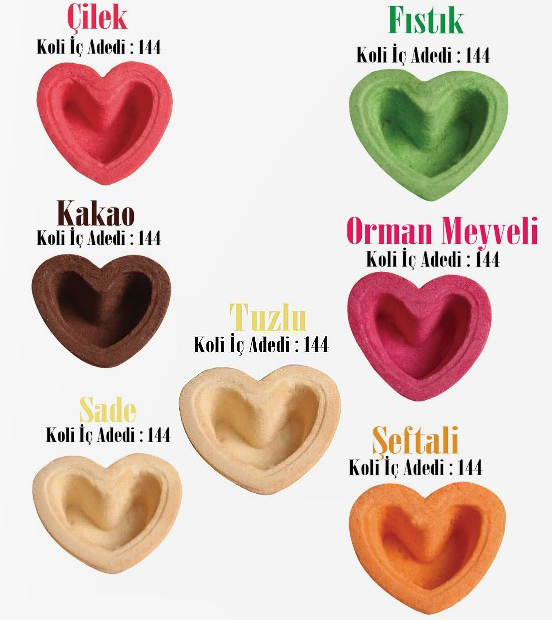 Çilek
Koli İç Adedi : 144
Fıstık
Koli İç Adedi : 144
Kakao
Koli İç Adedi : 144
Orman Meyveli
Koli İç Adedi : 144
Tuzlu
Koli İç Adedi : 144
Sade
Koli İç Adedi : 144
Şeftali
Koli İç Adedi : 144